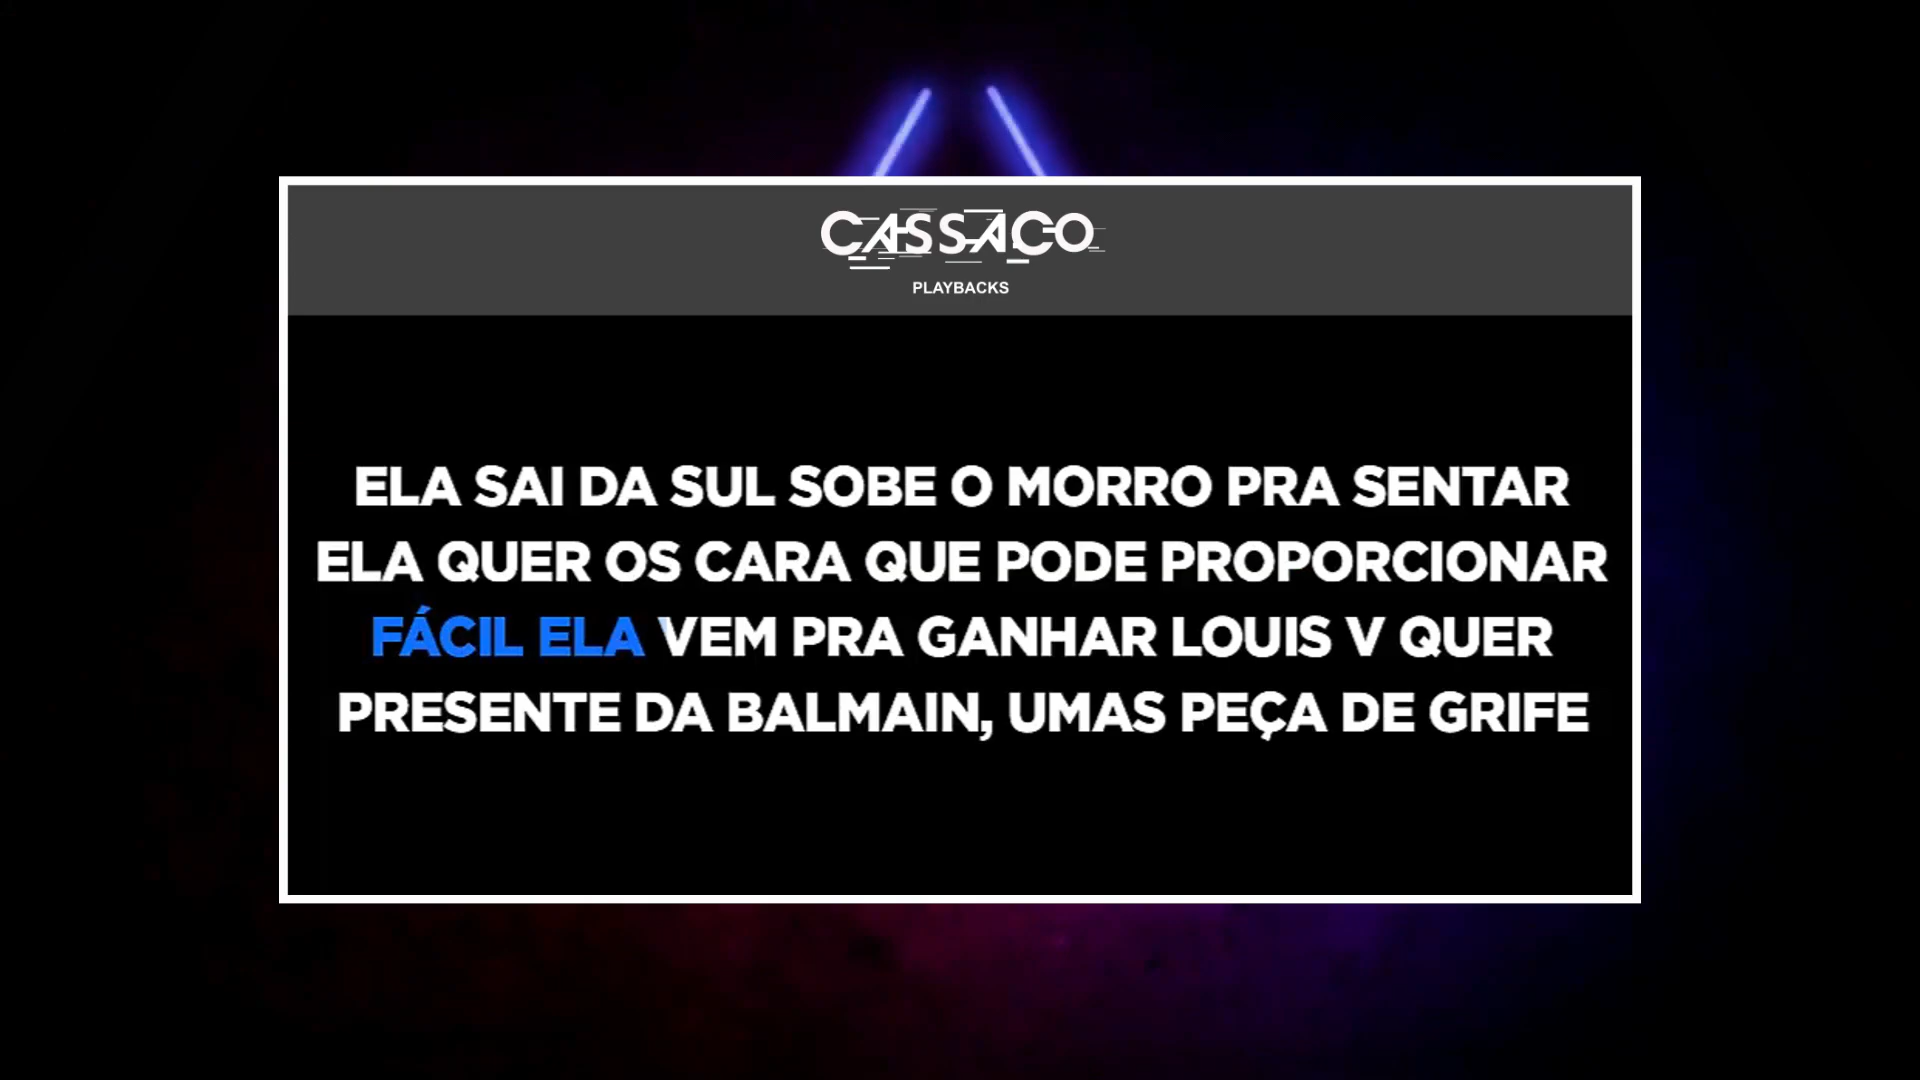 CASSACO
PLAYBACKS
ELA SAI DA SUL SOBE O MORRO PRA SENTAR
ELA QUER OS CARA QUE PODE PROPORCIONAR
FÁCIL ELA VEM PRA GANHAR LOUIS V QUER
PRESENTE DA BALMAIN, UMAS PEÇA DE GRIFE